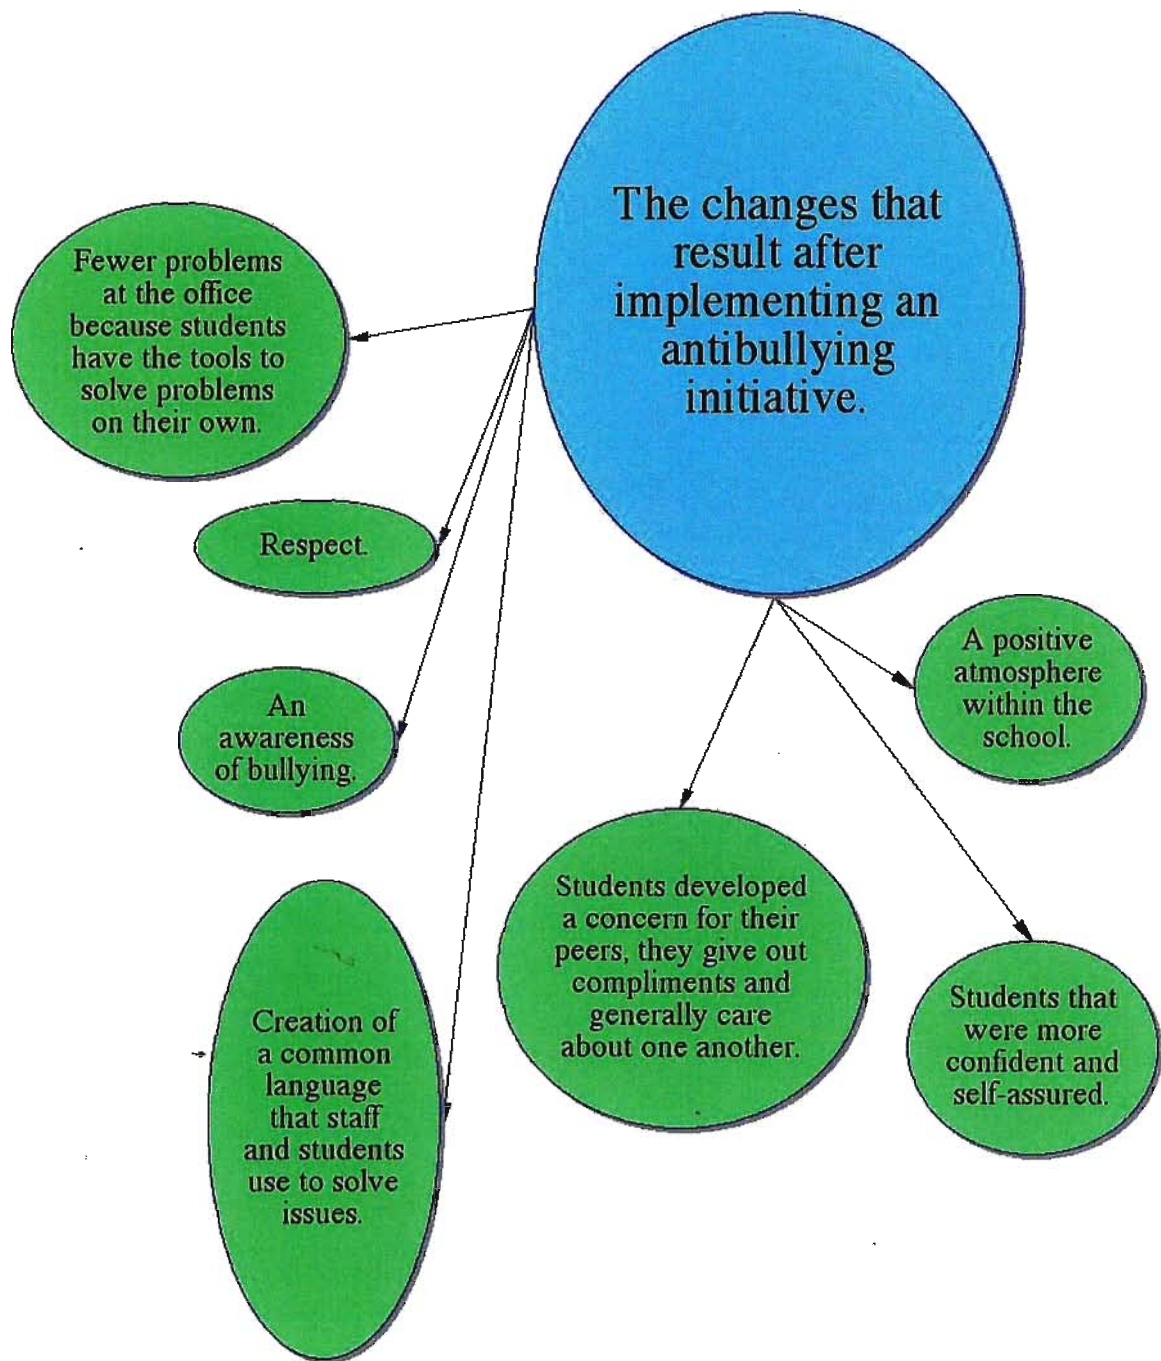 The changes that
result after
implementing an
antibullying
initiative.
Fewer problems
at the office
because students
have the tools to
solve problems
on their own.
Respect.
An
awareness
of bullying.
Creation of
a common
language
that staff
and students
use to solve
issues.
Students developed
a concern for their
peers, they give out
compliments and
generally care
about one another.
A positive
atmosphere
within the
school.
Students that
were more
confident and
self-assured.